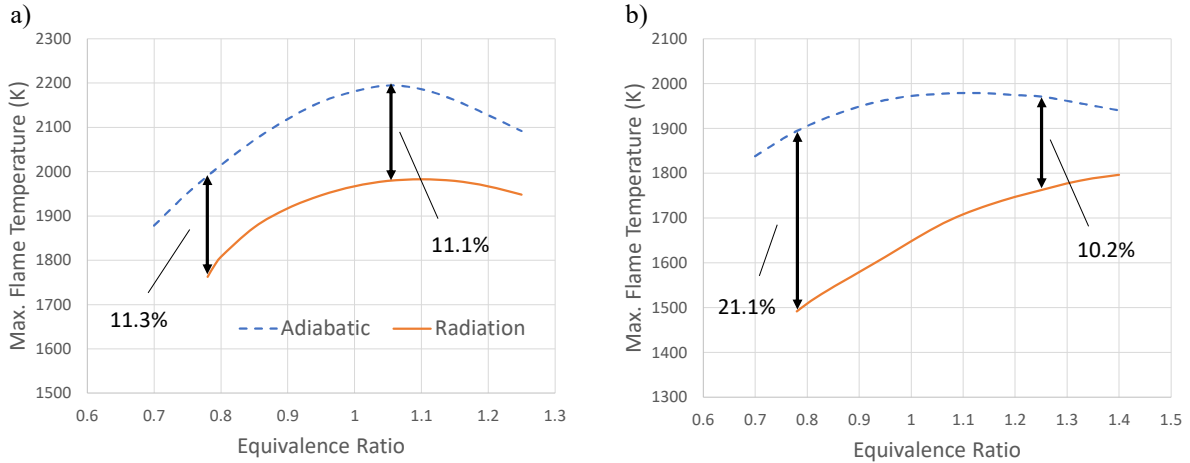 a)
Max. Flame Temperature (K)
2300
2200
2100
2000
1900
1800
1700
1600
1500
0.6 0.7 0.8 0.9 1 1.1 1.2 1.3
Equivalence Ratio
11.3%
11.1%
Adiabatic Radiation
b)
Max. Flame Temperature (K)
2100
2000
1900
1800
1700
1600
1500
1400
1300
0.6 0.7 0.8 0.9 1 1.1 1.2 1.3 1.4 1.5
Equivalence Ratio
21.1%
10.2%